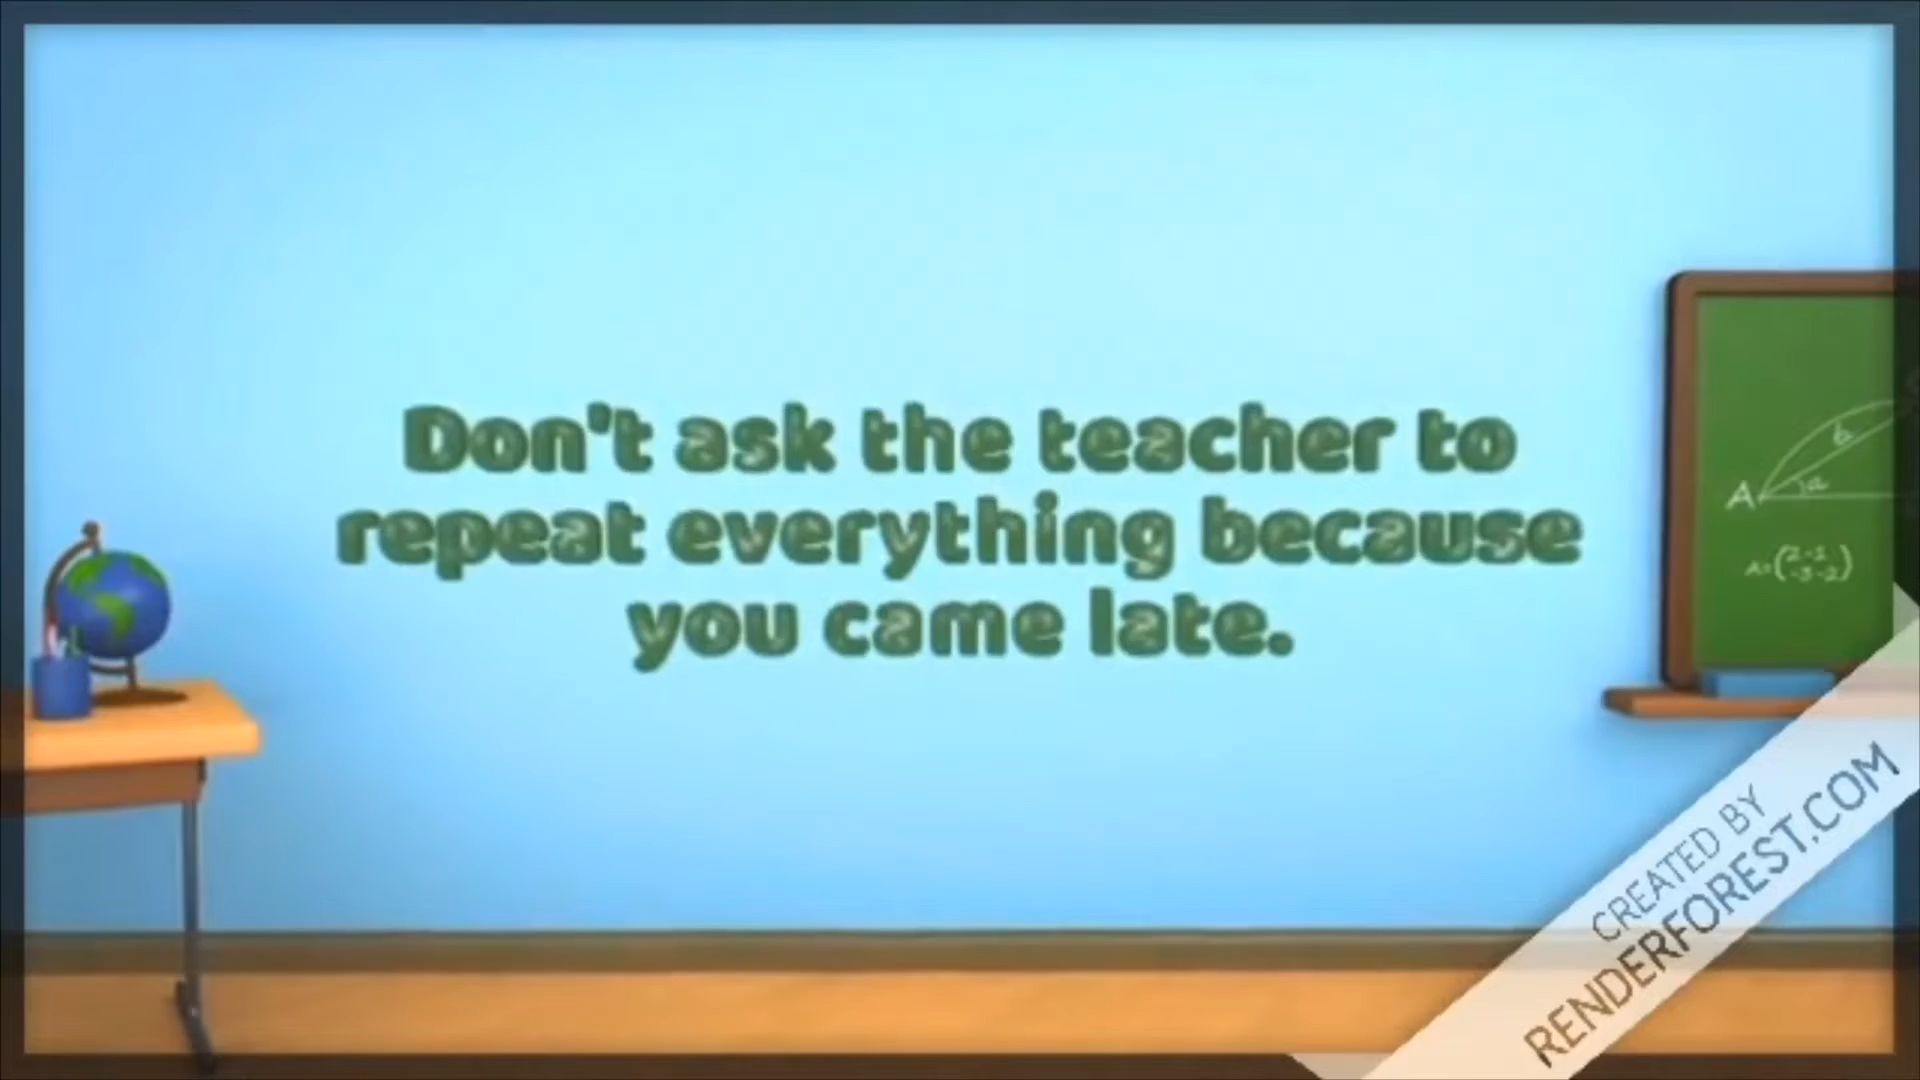 Don't ask the teacher to
repeat everything because
you came late.
A
b
a
CREATED BY
RENDERFOREST.COM